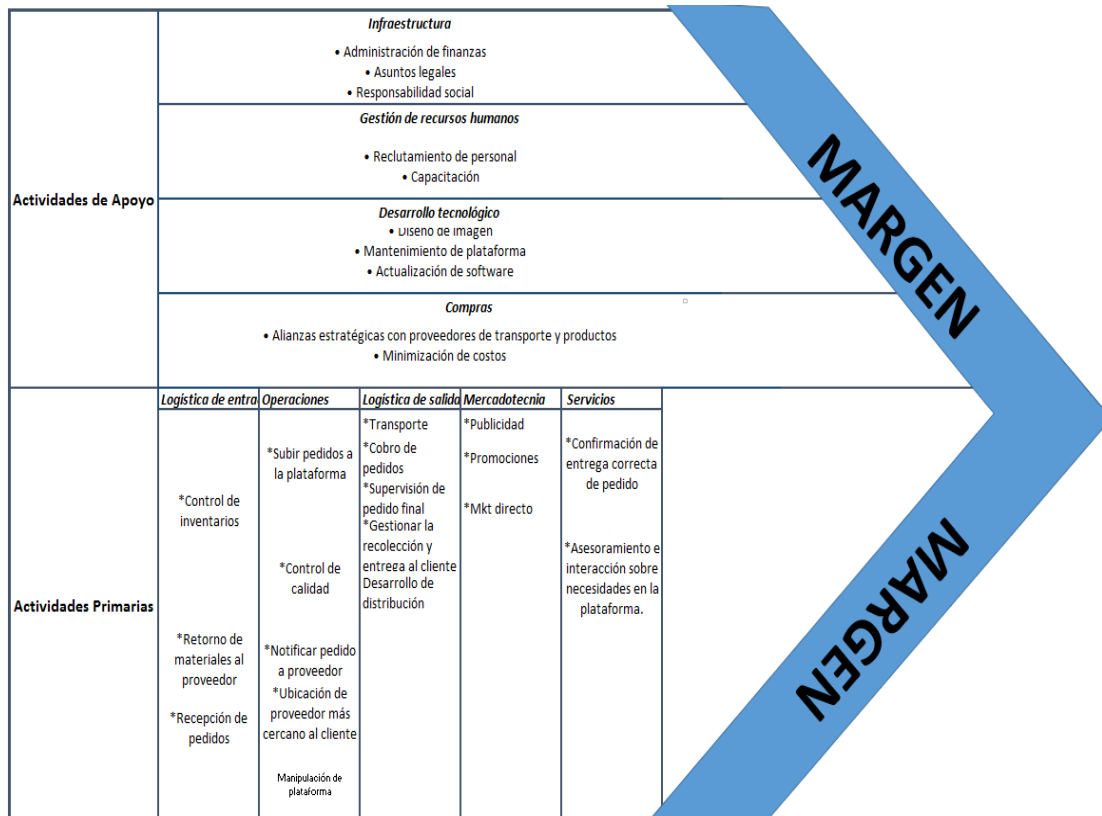 Infraestructura
• Administración de finanzas
• Asuntos legales
• Responsabilidad social
Gestión de recursos humanos
• Reclutamiento de personal
• Capacitación
Actividades de Apoyo
Desarrollo tecnológico
• Diseño de imagen
• Mantenimiento de plataforma
• Actualización de software
Compras
• Alianzas estratégicas con proveedores de transporte y productos
• Minimización de costos
MARGEN
Actividades Primarias
Logística de entra
*Control de
inventarios
*Retorno de
materiales al
proveedor
*Recepción de
pedidos
Operaciones
*Subir pedidos a
la plataforma
*Control de
calidad
*Notificar pedido
a proveedor
*Ubicación de
proveedor más
cercano al cliente
Manipulación de
plataforma
Logística de salida
*Transporte
*Cobro de
pedidos
*Supervisión de
pedido final
*Gestionar la
recolección y
entrega al cliente
Desarrollo de
distribución
Mercadotecnia
*Publicidad
*Promociones
*Mkt directo
Servicios
*Confirmación de
entrega correcta
de pedido
*Asesoramiento e
interacción sobre
necesidades en la
plataforma.
MARGEN